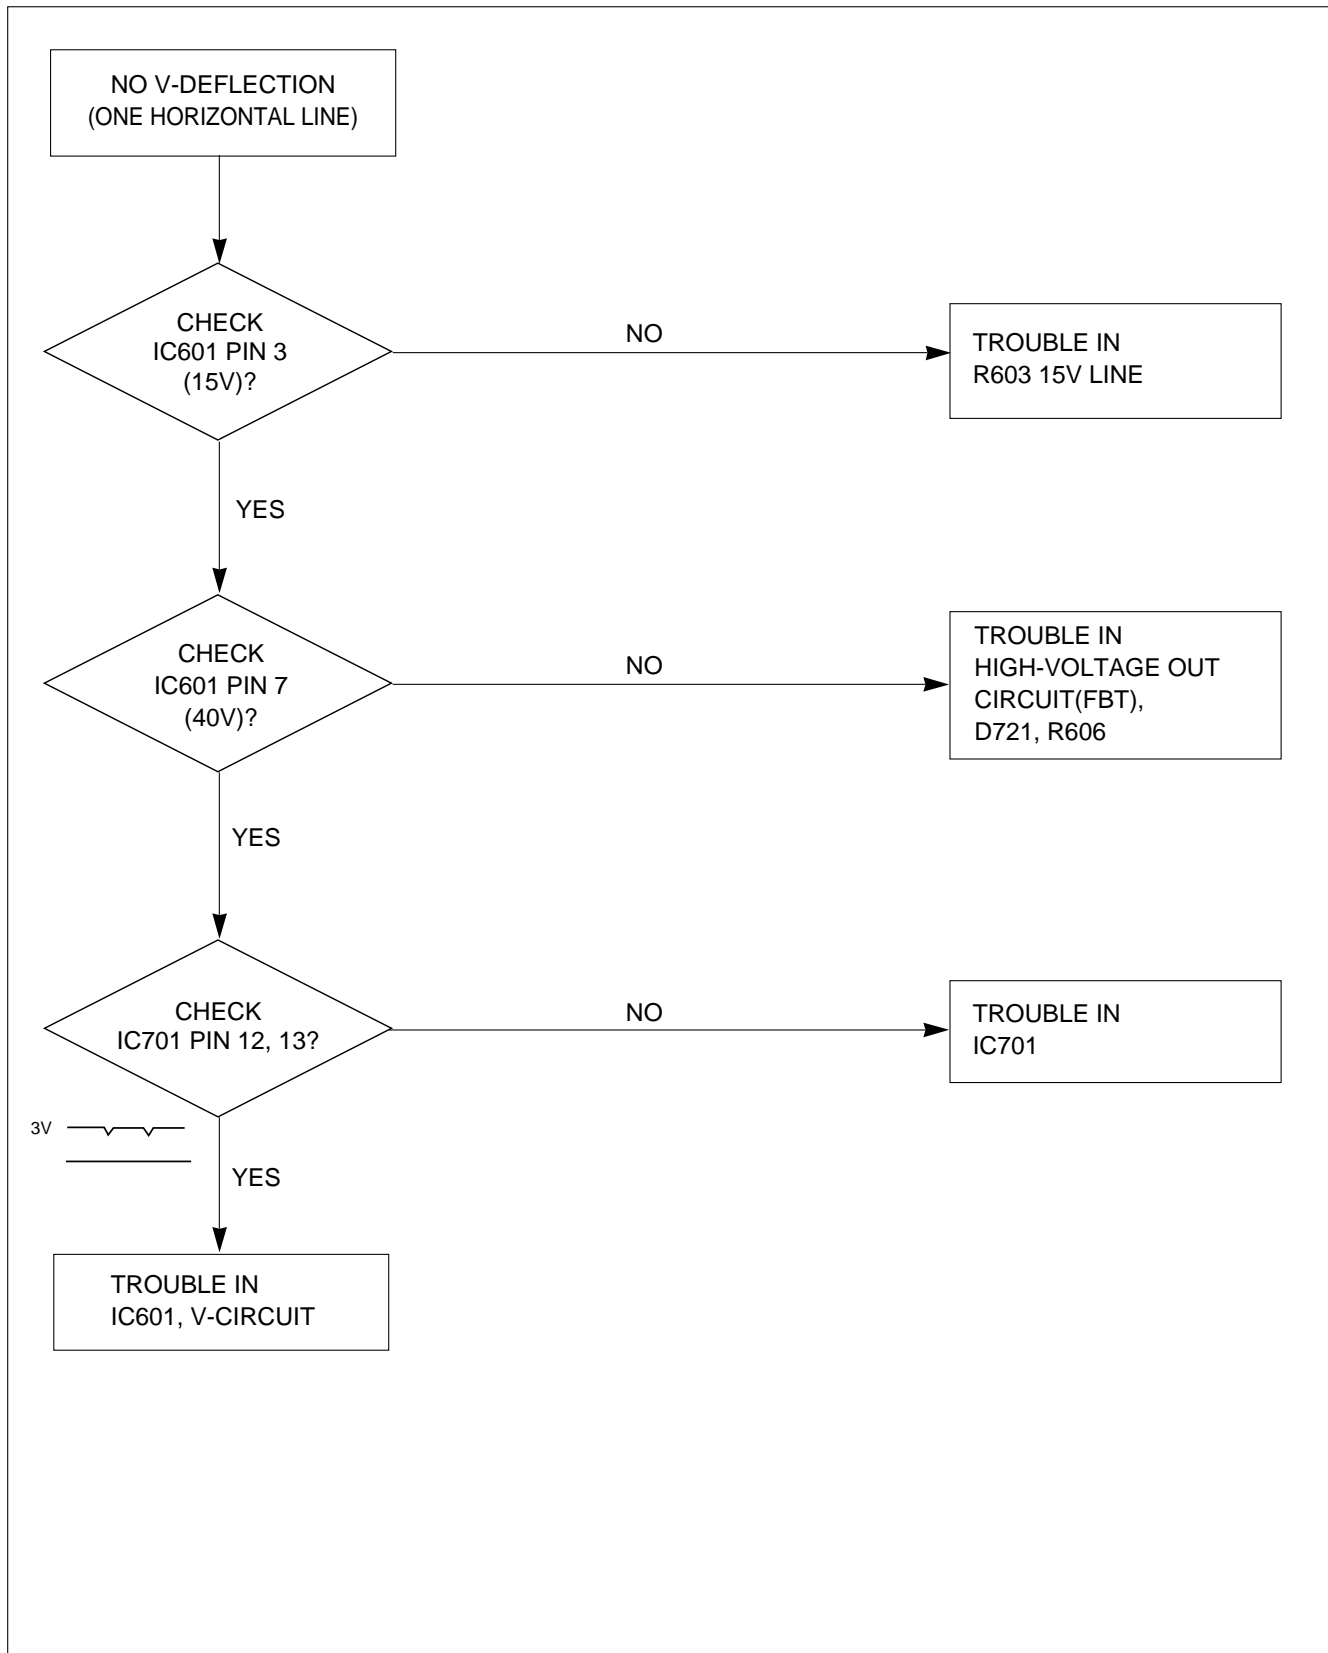 NO V-DEFLECTION
(ONE HORIZONTAL LINE)
CHECK
IC601 PIN 3
(15V)?
NO
TROUBLE IN
R603 15V LINE
YES
CHECK
IC601 PIN 7
(40V)?
NO
TROUBLE IN
HIGH-VOLTAGE OUT
CIRCUIT(FBT),
D721, R606
YES
CHECK
IC701 PIN 12, 13?
NO
TROUBLE IN
IC701
3V
YES
TROUBLE IN
IC601, V-CIRCUIT